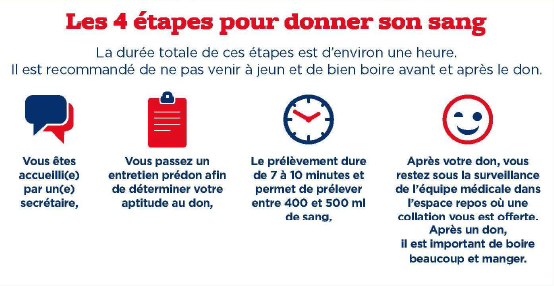 Les 4 étapes pour donner son sang
La durée totale de ces étapes est d'environ une heure.
Il est recommandé de ne pas venir à jeun et de bien boire avant et après le don.
Vous êtes
accueilli(e)
par un(e)
secrétaire,
Vous passez un
entretien prédon afin
de déterminer votre
aptitude au don,
Le prélèvement dure
de 7 à 10 minutes et
permet de prélever
entre 400 et 500 ml
de sang,
Après votre don, vous
restez sous la surveillance
de l'équipe médicale dans
l'espace repos où une
collation vous est offerte.
Après un don,
il est important de boire
beaucoup et manger.